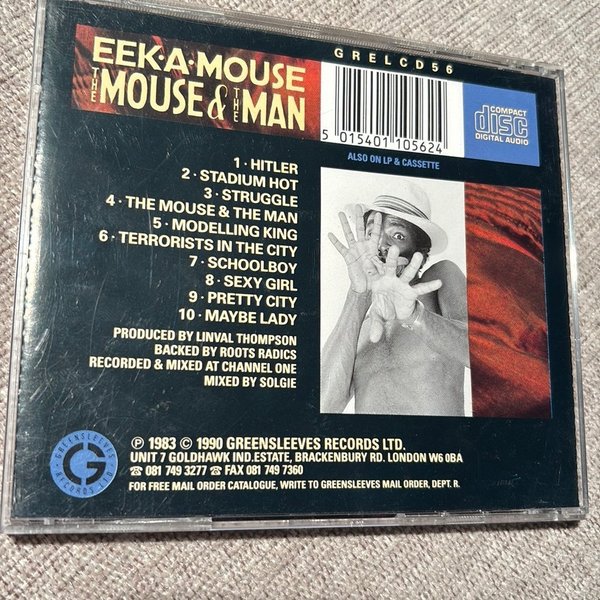 EEK·A·MOUSE
THE MOUSE & THE MAN
GRELCD56
5 015401 105624
COMPACT
disc
DIGITAL AUDIO
ALSO ON LP & CASSETTE
1 · HITLER
2 · STADIUM HOT
3 · STRUGGLE
4 · THE MOUSE & THE MAN
5 · MODELLING KING
6 · TERRORISTS IN THE CITY
7 · SCHOOLBOY
8 · SEXY GIRL
9 · PRETTY CITY
10 · MAYBE LADY
PRODUCED BY LINVAL THOMPSON
BACKED BY ROOTS RADICS
RECORDED & MIXED AT CHANNEL ONE
MIXED BY SOLGIE
GREENSLEEVES
G
RECORDS LTD.
℗ 1983 © 1990 GREENSLEEVES RECORDS LTD.
UNIT 7 GOLDHAWK IND.ESTATE, BRACKENBURY RD. LONDON W6 0BA
☎ 081 749 3277 ☎ FAX 081 749 7360
FOR FREE MAIL ORDER CATALOGUE, WRITE TO GREENSLEEVES MAIL ORDER, DEPT. R.